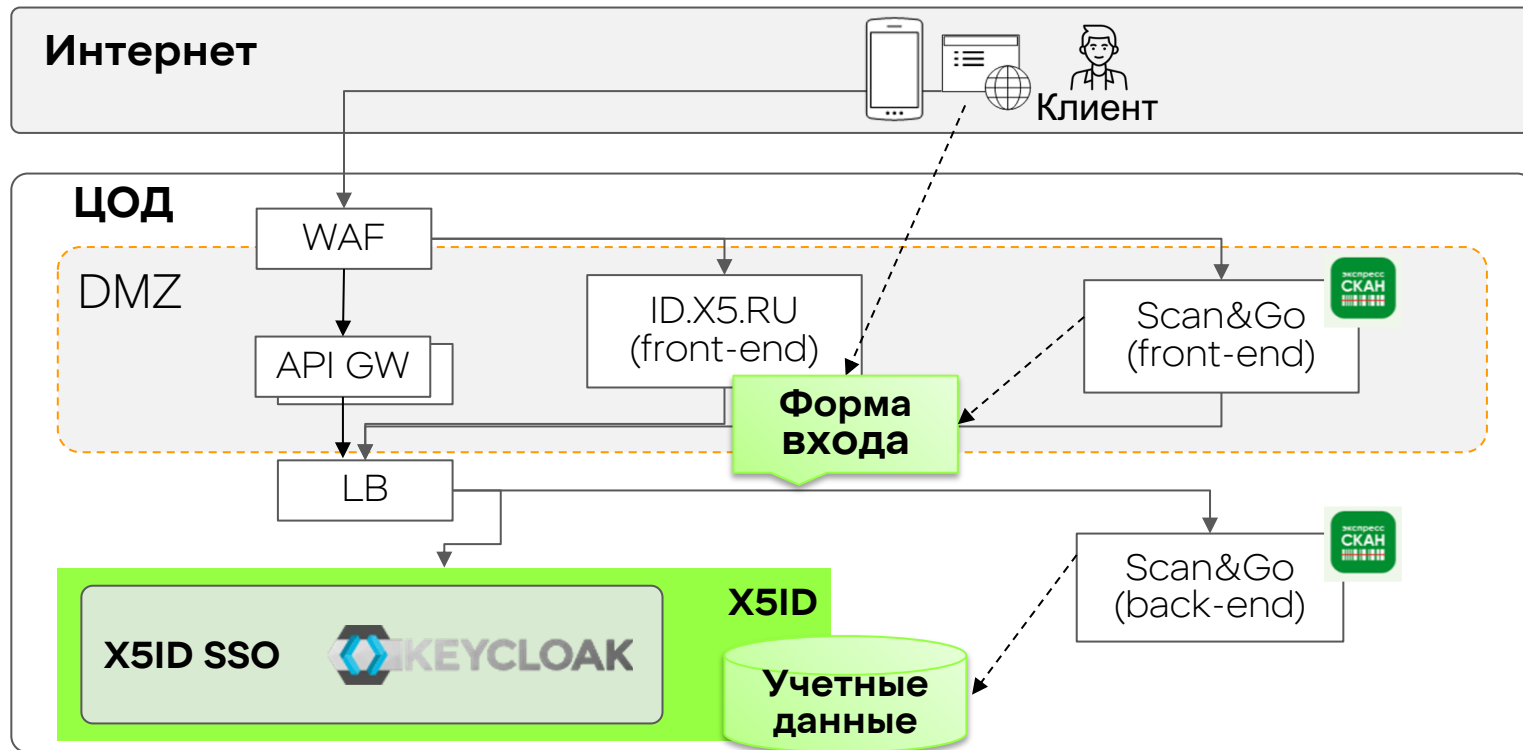 Интернет
Клиент
ЦОД
WAF
DMZ
ID.X5.RU
(front-end)
экспресс
СКАН
Scan&Go
(front-end)
API GW
Форма
входа
LB
экспресс
СКАН
Scan&Go
(back-end)
X5ID
X5ID SSO
KEYCLOAK
Учетные
данные